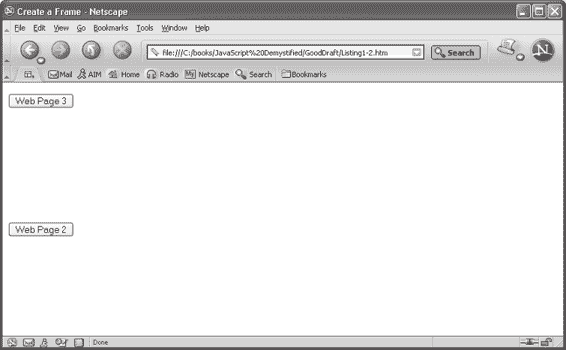 Create a Frame - Netscape
File Edit View Go Bookmarks Tools Window Help
file:///C:/books/JavaScript%20Demystified/GoodDraft/Listing1-2.htm Search
Mail AIM Home Radio My Netscape Search Bookmarks
Web Page 3
Web Page 2
Done